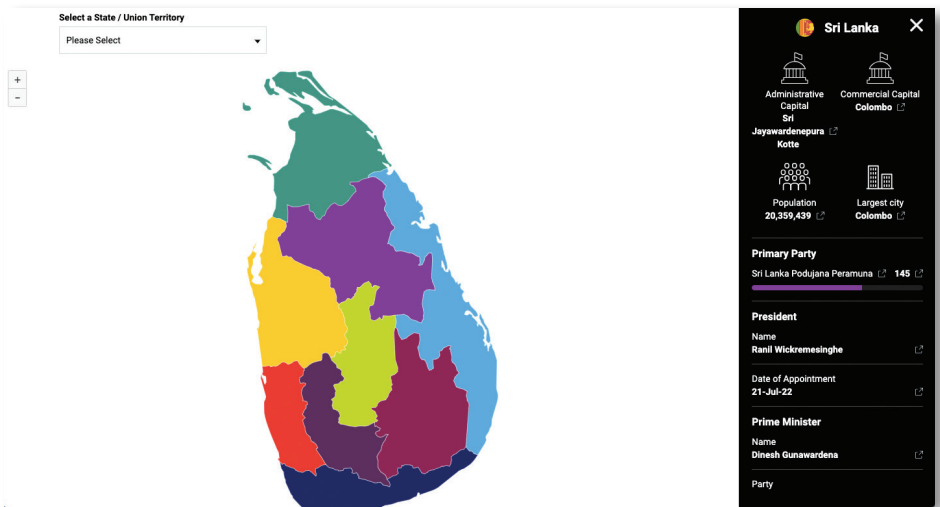 Select a State / Union Territory
Please Select
+
−
Sri Lanka
Administrative
Capital
Sri
Jayawardenepura
Kotte
Commercial Capital
Colombo
Population
20,359,439
Largest city
Colombo
Primary Party
Sri Lanka Podujana Peramuna 145
President
Name
Ranil Wickremesinghe
Date of Appointment
21-Jul-22
Prime Minister
Name
Dinesh Gunawardena
Party